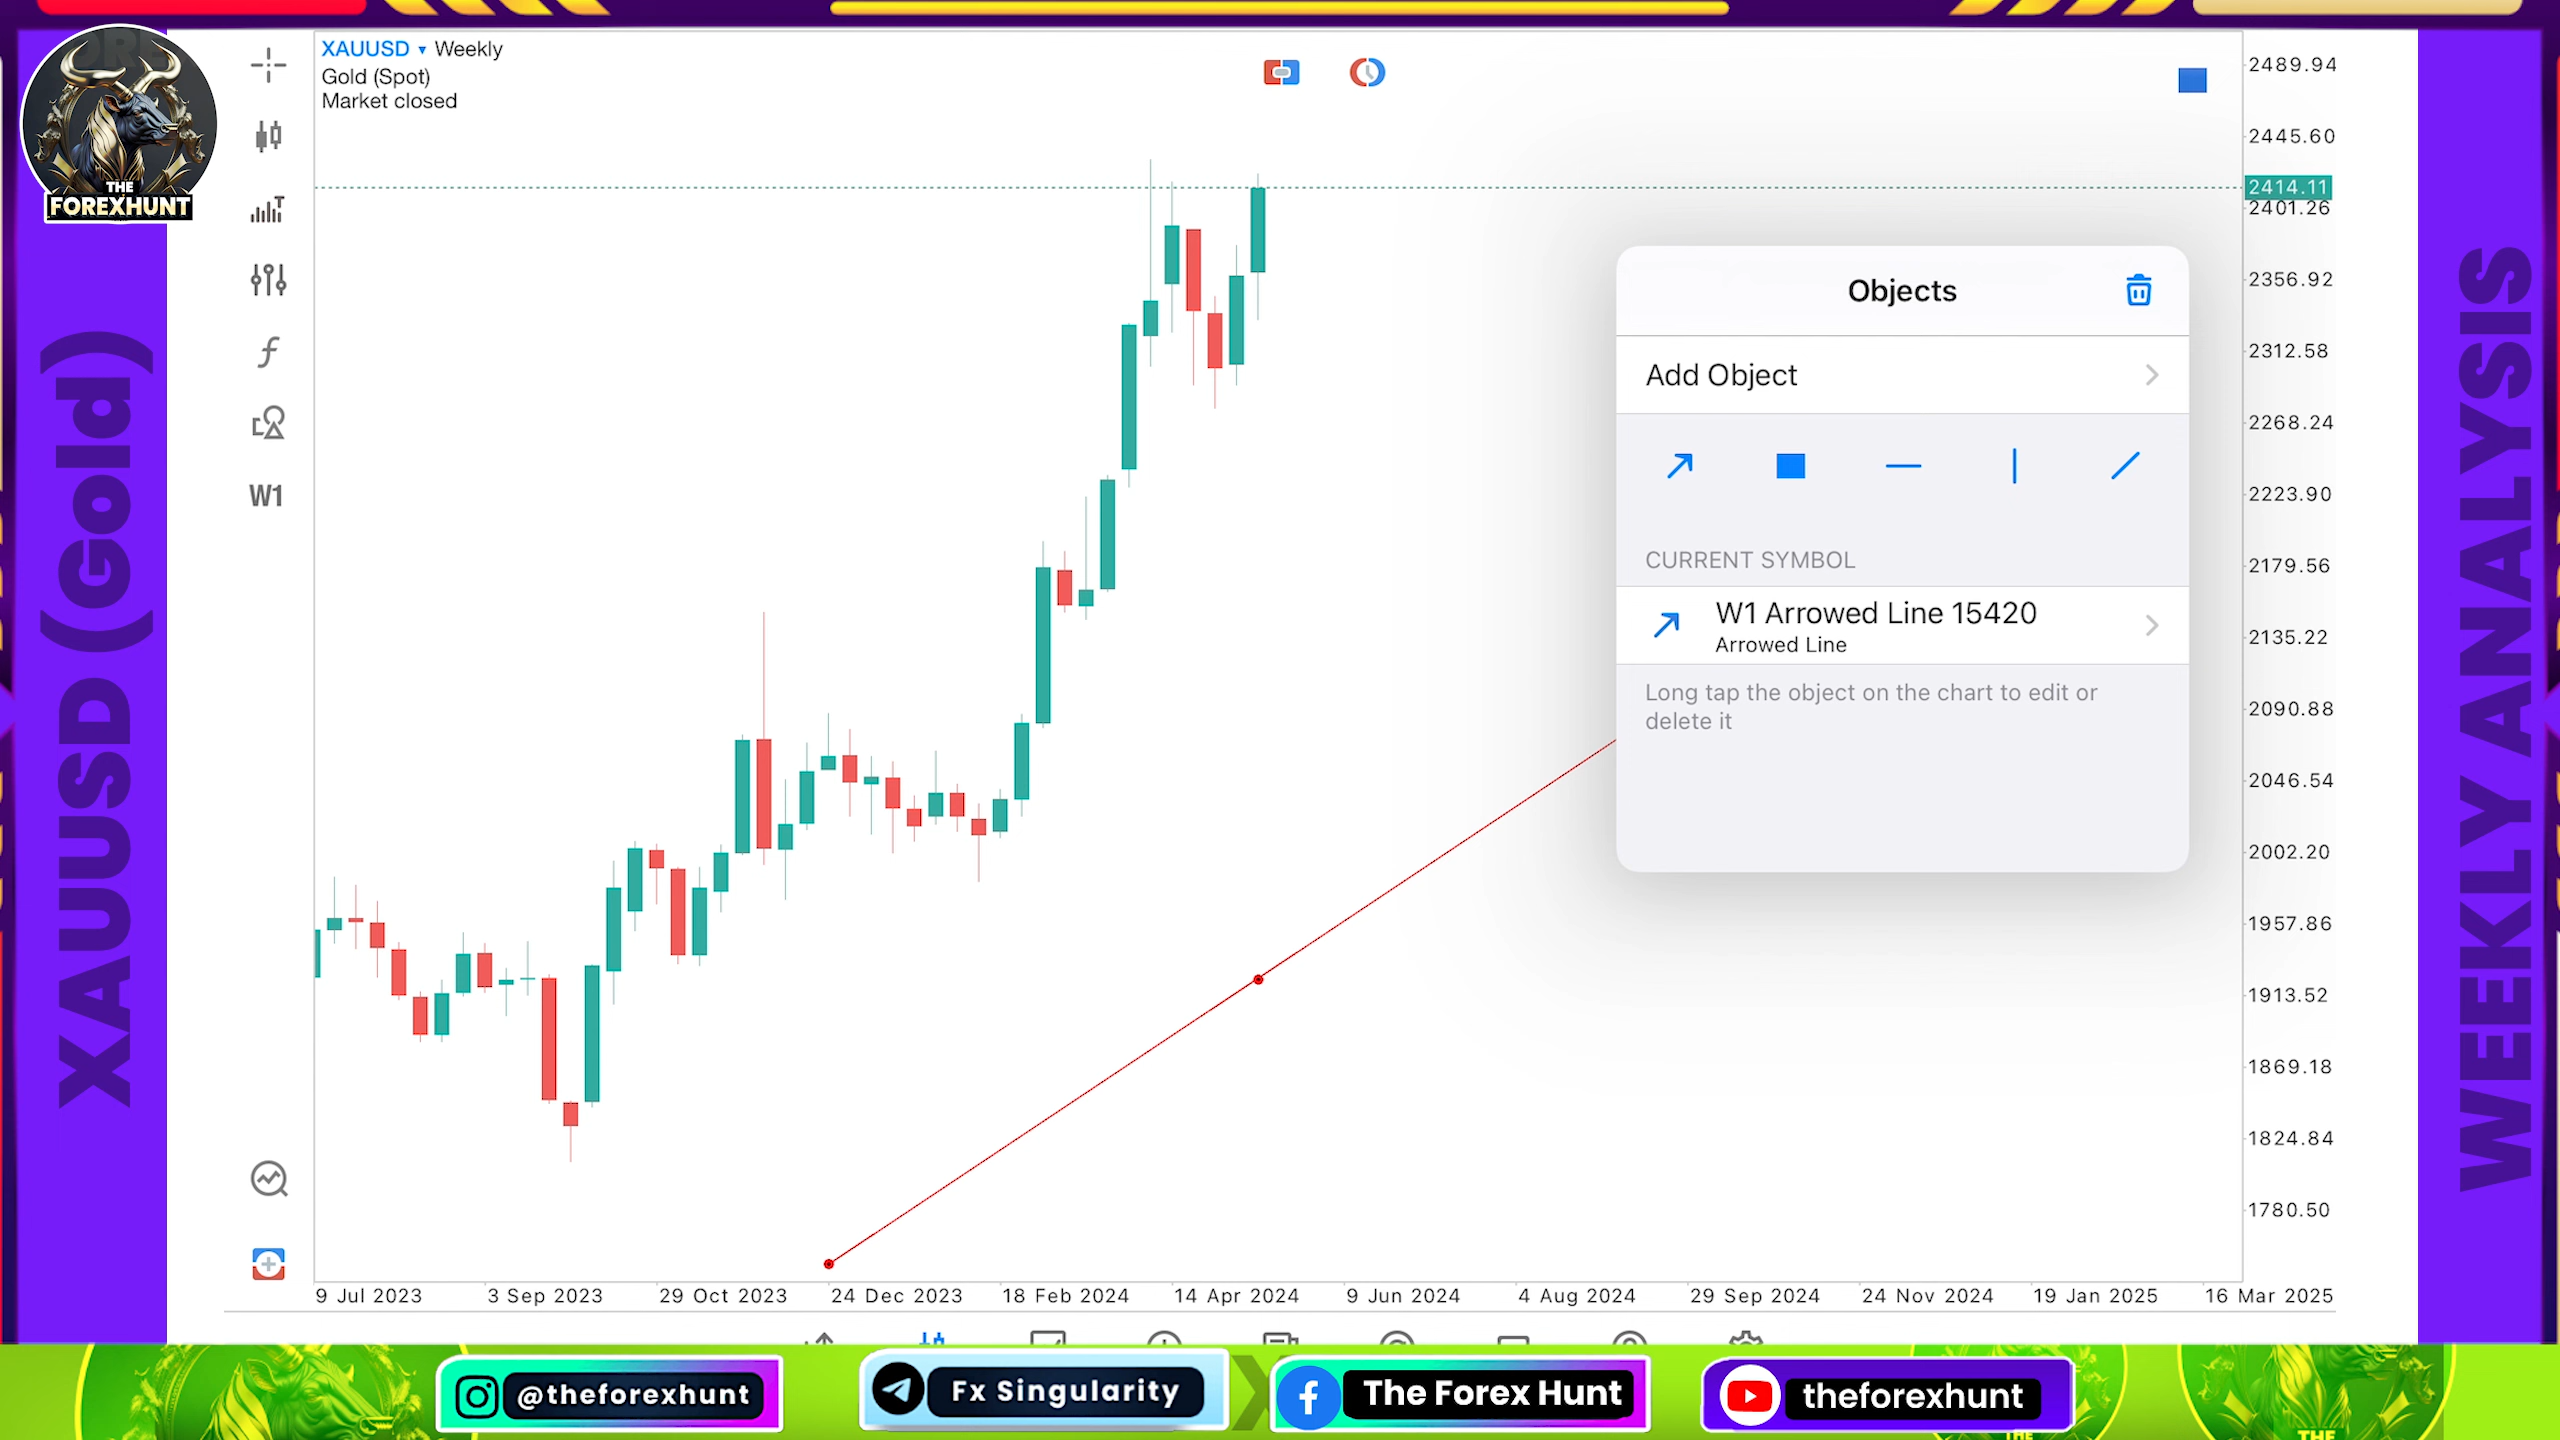 THE
FOREXHUNT
XAUUSD (Gold)
XAUUSD Weekly
Gold (Spot)
Market closed
W1
Objects
Add Object
CURRENT SYMBOL
W1 Arrowed Line 15420
Arrowed Line
Long tap the object on the chart to edit or
delete it
2489.94
2445.60
2414.11
2401.26
2356.92
2312.58
2268.24
2223.90
2179.56
2135.22
2090.88
2046.54
2002.20
1957.86
1913.52
1869.18
1824.84
1780.50
9 Jul 2023
3 Sep 2023
29 Oct 2023
24 Dec 2023
18 Feb 2024
14 Apr 2024
9 Jun 2024
4 Aug 2024
29 Sep 2024
24 Nov 2024
19 Jan 2025
16 Mar 2025
WEEKLY ANALYSIS
@theforexhunt
Fx Singularity
The Forex Hunt
theforexhunt
THE
THE